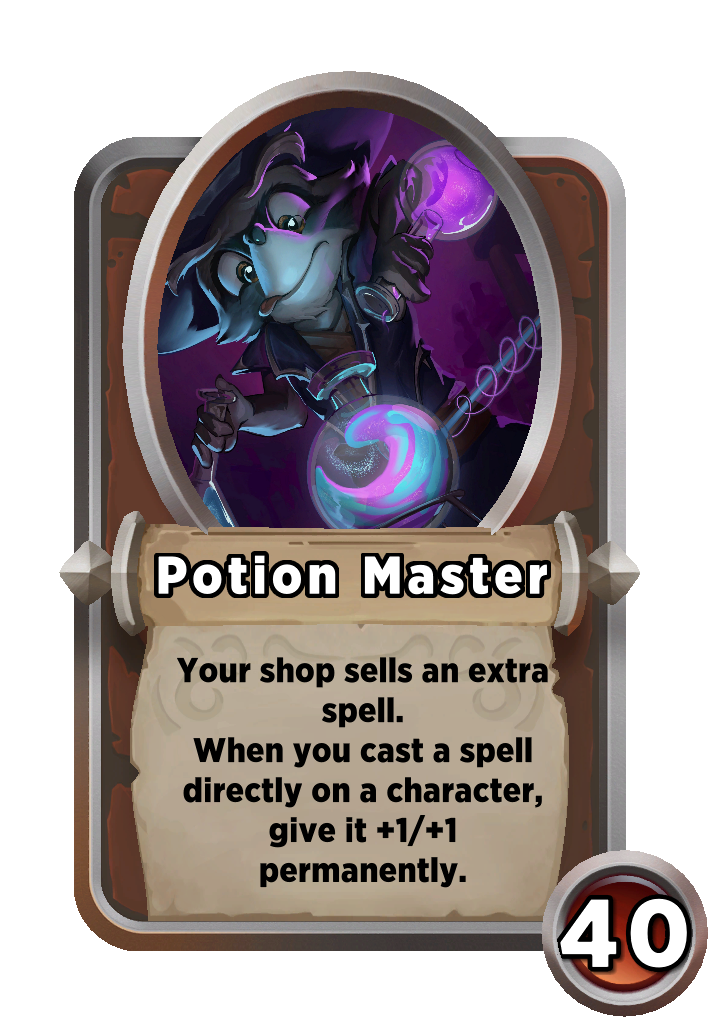 Potion Master
Your shop sells an extra
spell.
When you cast a spell
directly on a character,
give it +1/+1
permanently.
40